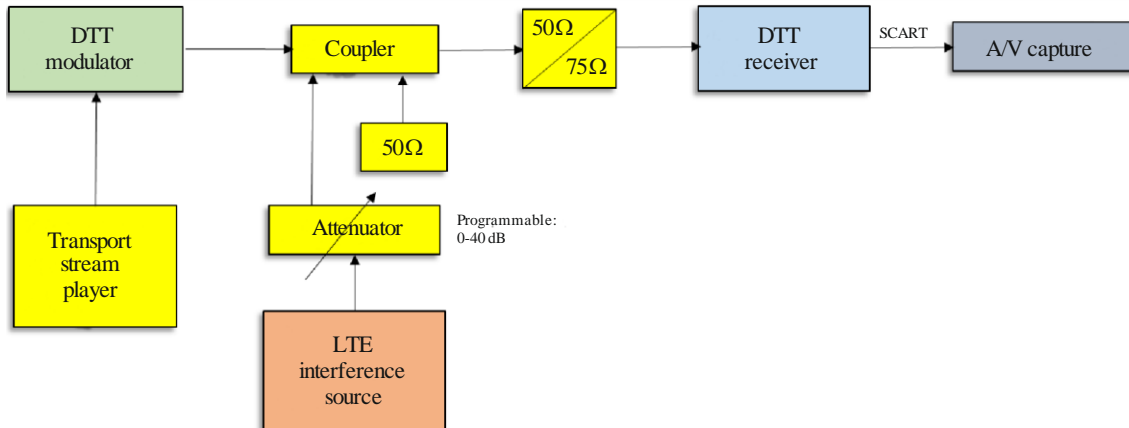 DTT
modulator
Coupler
50Ω
75Ω
DTT
receiver
SCART
A/V capture
50Ω
Transport
stream
player
Attenuator
Programmable:
0-40 dB
LTE
interference
source